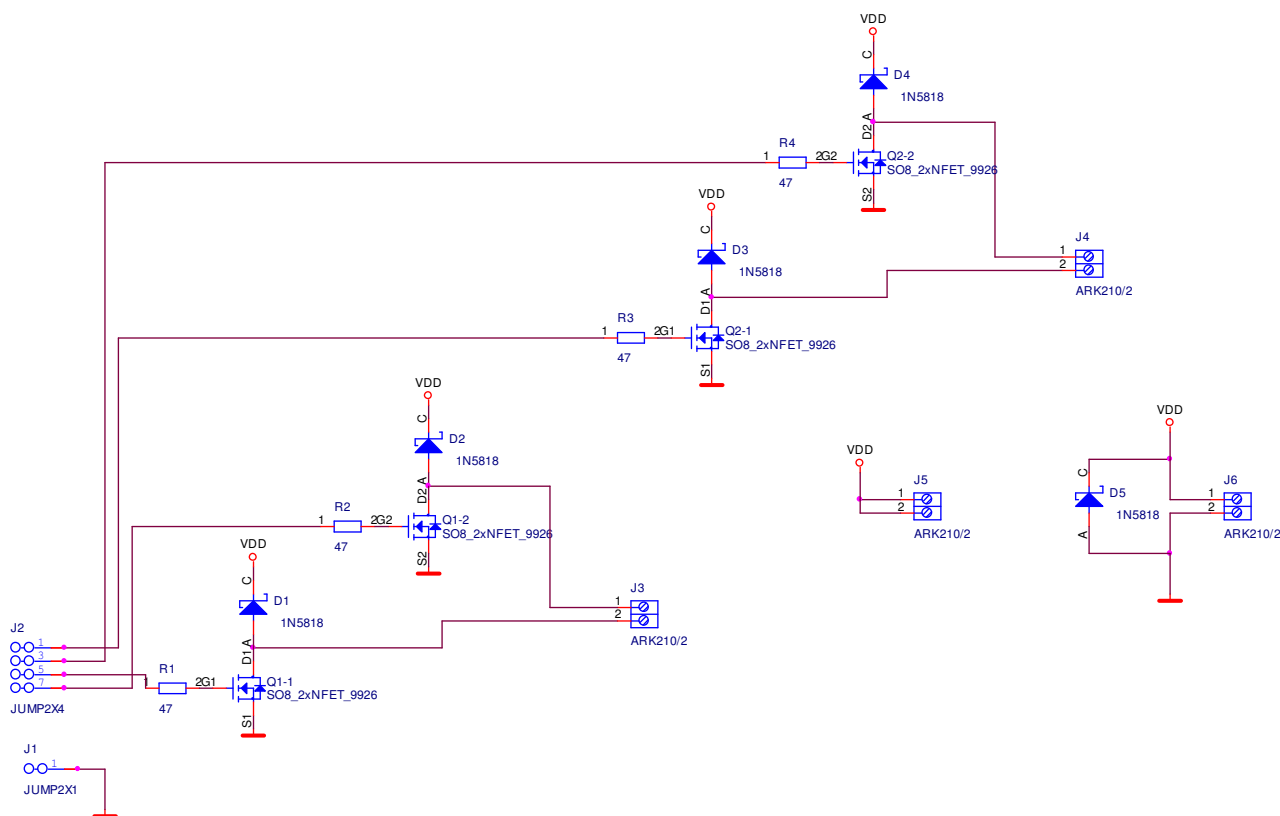 VDD
C
D4
1N5818
A
D2
R4
1
2G2
47
Q2-2
SO8_2xNFET_9926
S2
VDD
C
D3
1N5818
A
D1
R3
1
2G1
47
Q2-1
SO8_2xNFET_9926
S1
J4
1
2
ARK210/2
VDD
C
D2
1N5818
A
D2
R2
1
2G2
47
Q1-2
SO8_2xNFET_9926
S2
VDD
J5
1
2
ARK210/2
VDD
C
D5
1N5818
A
J6
1
2
ARK210/2
VDD
C
D1
1N5818
A
D1
J3
1
2
ARK210/2
J2
1
3
5
7
JUMP2X4
R1
1
2G1
47
Q1-1
SO8_2xNFET_9926
S1
J1
1
JUMP2X1